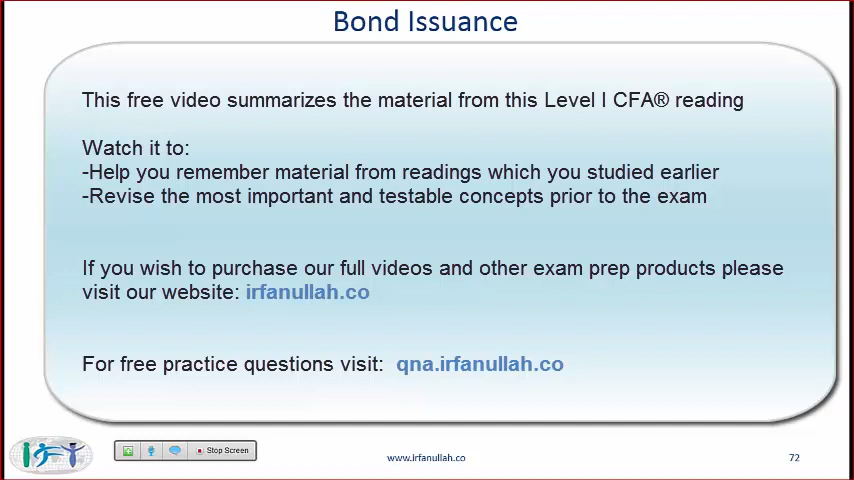 Bond Issuance
This free video summarizes the material from this Level I CFA® reading
Watch it to:
-Help you remember material from readings which you studied earlier
-Revise the most important and testable concepts prior to the exam
If you wish to purchase our full videos and other exam prep products please
visit our website: irfanullah.co
For free practice questions visit: qna.irfanullah.co
Stop Screen
www.irfanullah.co
72